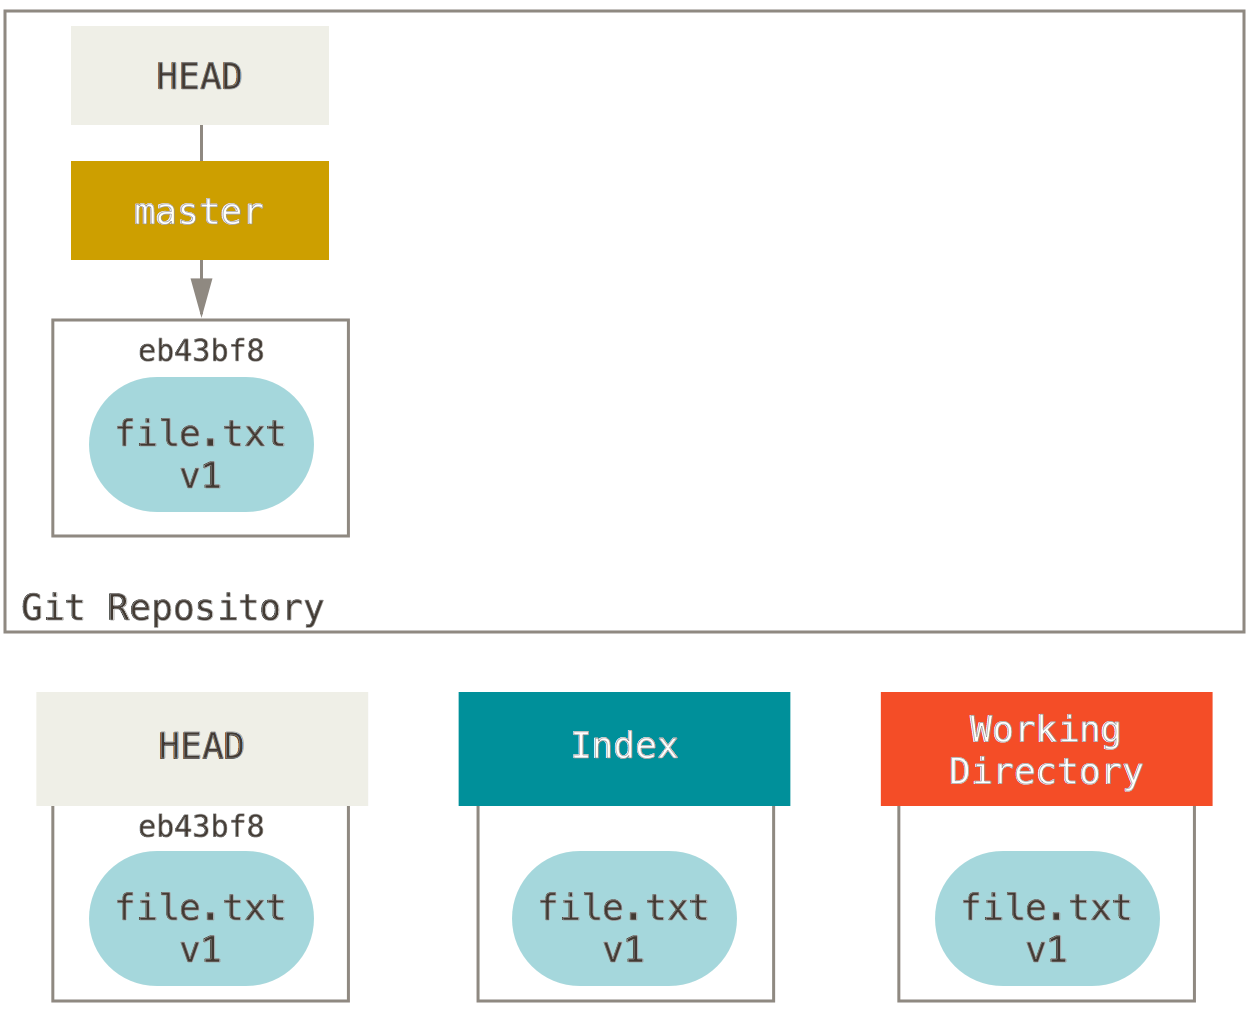 HEAD
master
eb43bf8
file.txt
v1
Git Repository
HEAD
eb43bf8
file.txt
v1
Index
file.txt
v1
Working
Directory
file.txt
v1